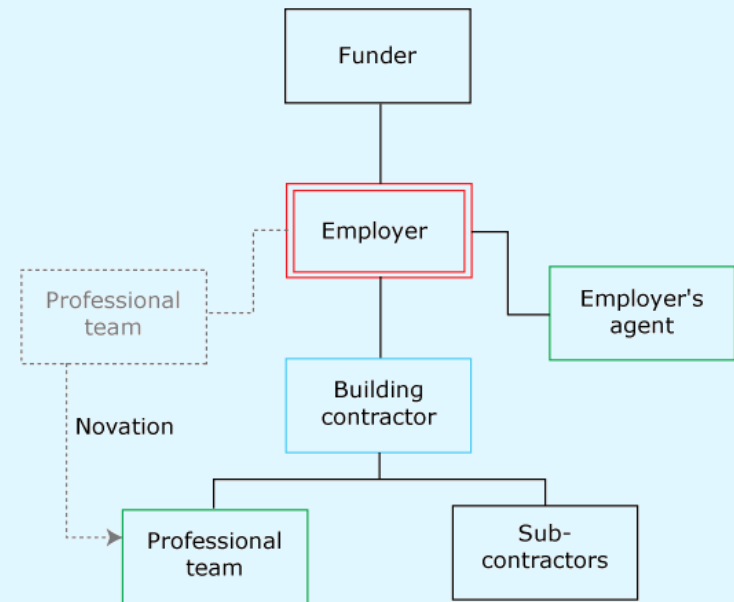 Funder
Employer
Professional
team
Employer's
agent
Building
contractor
Novation
Professional
team
Sub-
contractors